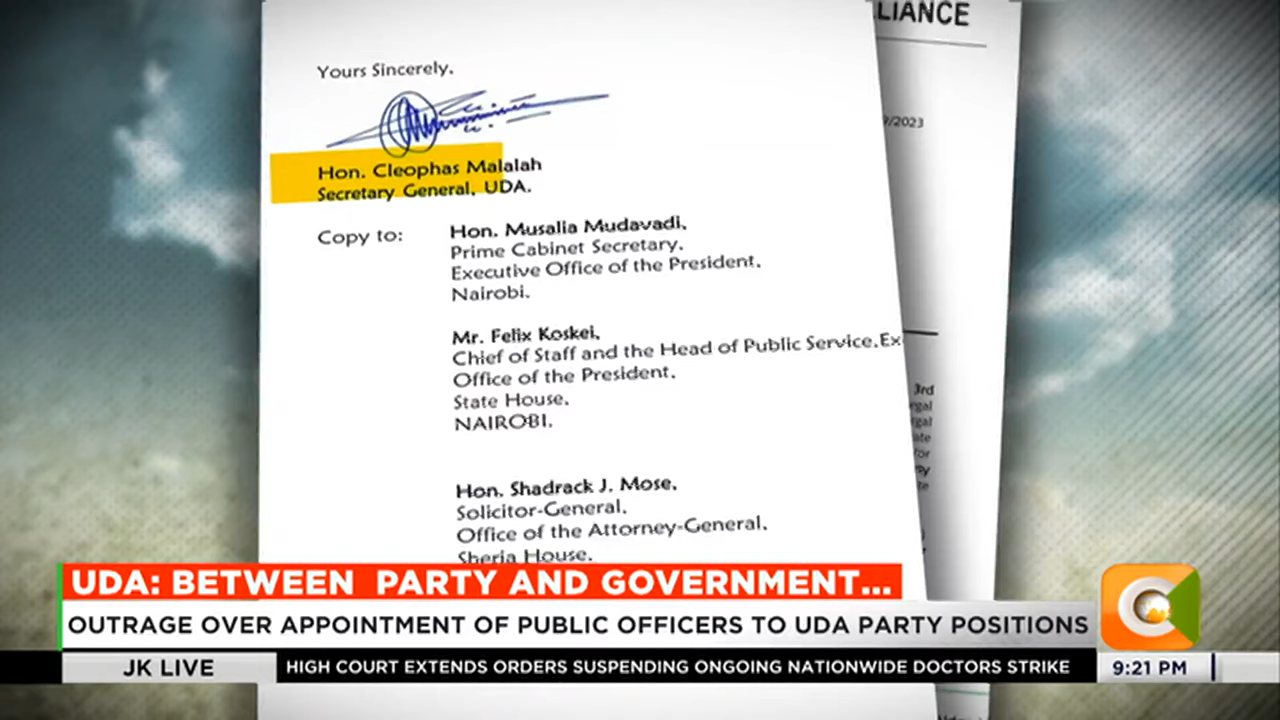 LIANCE
Yours Sincerely,
9/2023
Hon. Cleophas Malalah
Secretary General, UDA.
Copy to:
Hon. Musalia Mudavadi,
Prime Cabinet Secretary,
Executive Office of the President,
Nairobi.
Mr. Felix Koskei,
Chief of Staff and the Head of Public Service,Ex
Office of the President,
State House,
NAIROBI.
3rd
Hon. Shadrack J. Mose,
Solicitor-General,
Office of the Attorney-General,
Sheria House,
UDA: BETWEEN PARTY AND GOVERNMENT...
OUTRAGE OVER APPOINTMENT OF PUBLIC OFFICERS TO UDA PARTY POSITIONS
JK LIVE
HIGH COURT EXTENDS ORDERS SUSPENDING ONGOING NATIONWIDE DOCTORS STRIKE
9:21 PM